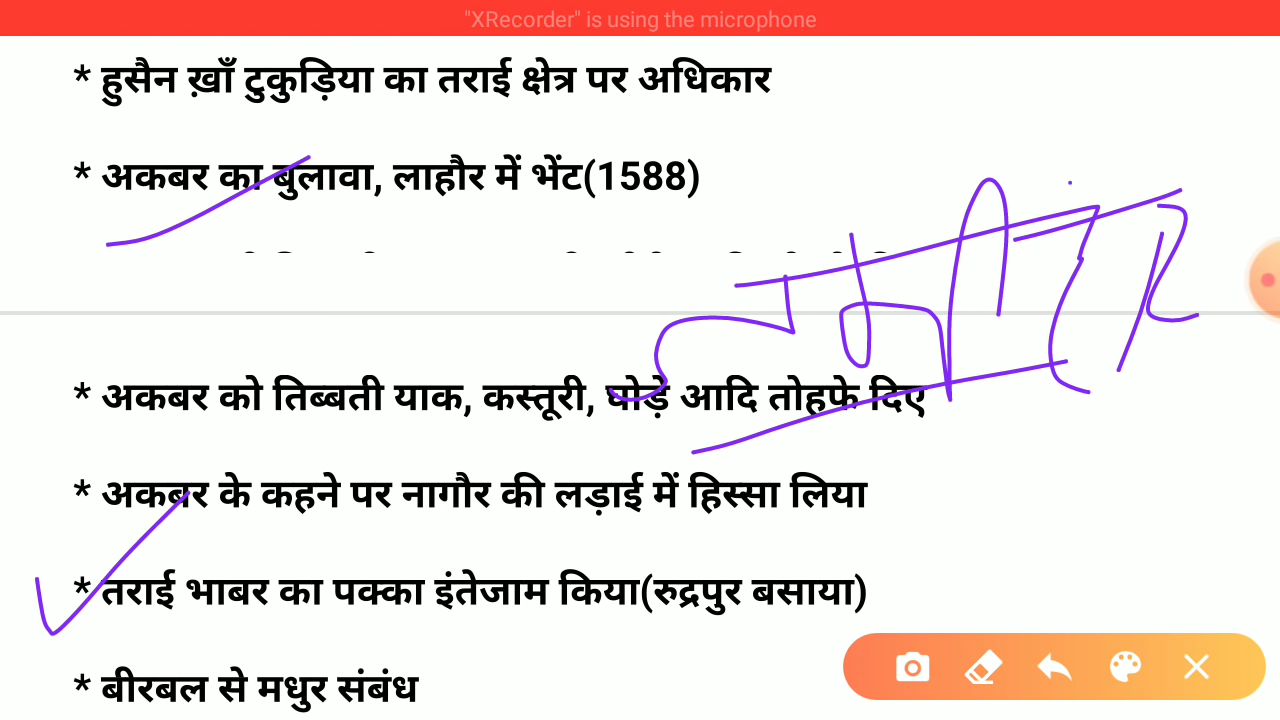 "XRecorder" is using the microphone
* हुसैन ख़ाँ टुकुड़िया का तराई क्षेत्र पर अधिकार
* अकबर का बुलावा, लाहौर में भेंट(1588)
* अकबर को तिब्बती याक, कस्तूरी, घोड़े आदि तोहफे दिए
* अकबर के कहने पर नागौर की लड़ाई में हिस्सा लिया
* तराई भाबर का पक्का इंतेजाम किया(रुद्रपुर बसाया)
* बीरबल से मधुर संबंध